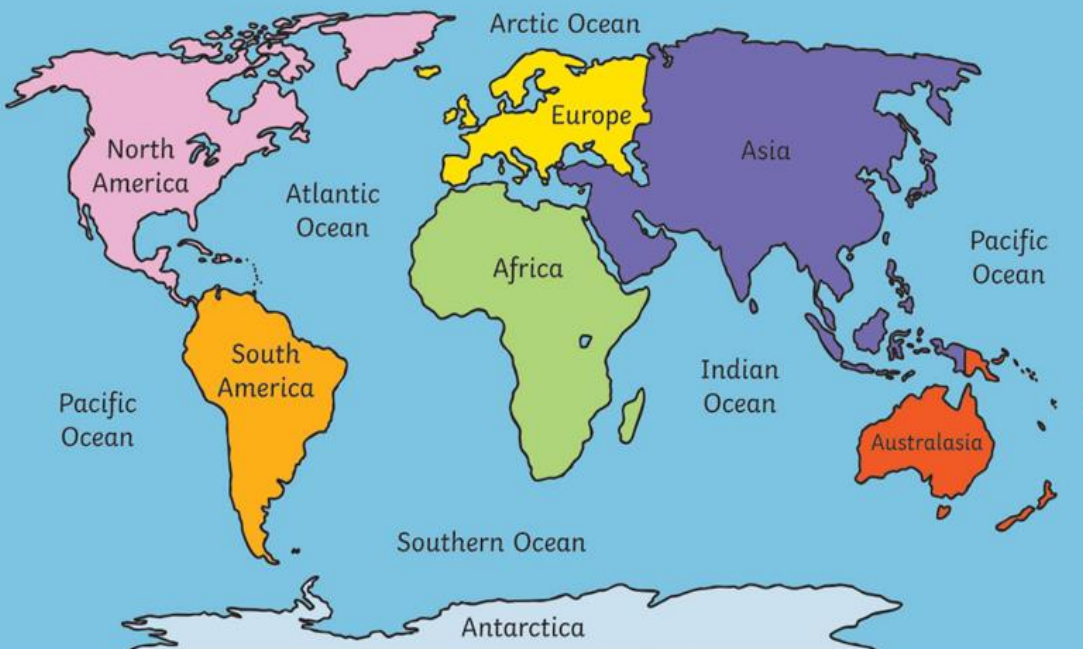 Arctic Ocean
Europe
North
America
Asia
Atlantic
Ocean
Africa
Pacific
Ocean
South
America
Indian
Ocean
Pacific
Ocean
Australasia
Southern Ocean
Antarctica